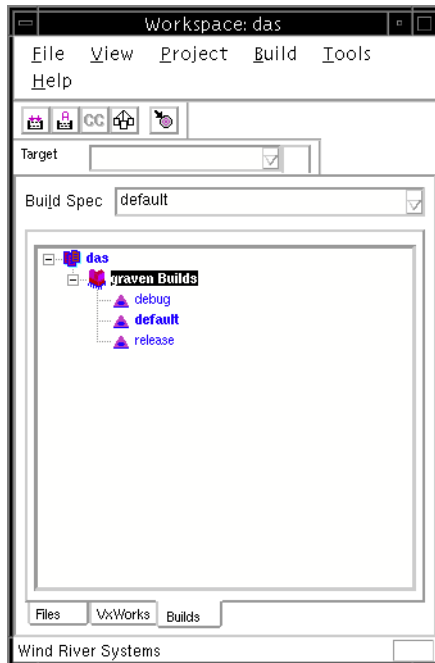 Workspace: das
File View Project Build Tools
Help
CC
Target
Build Spec default
das
graven Builds
debug
default
release
Files VxWorks Builds
Wind River Systems